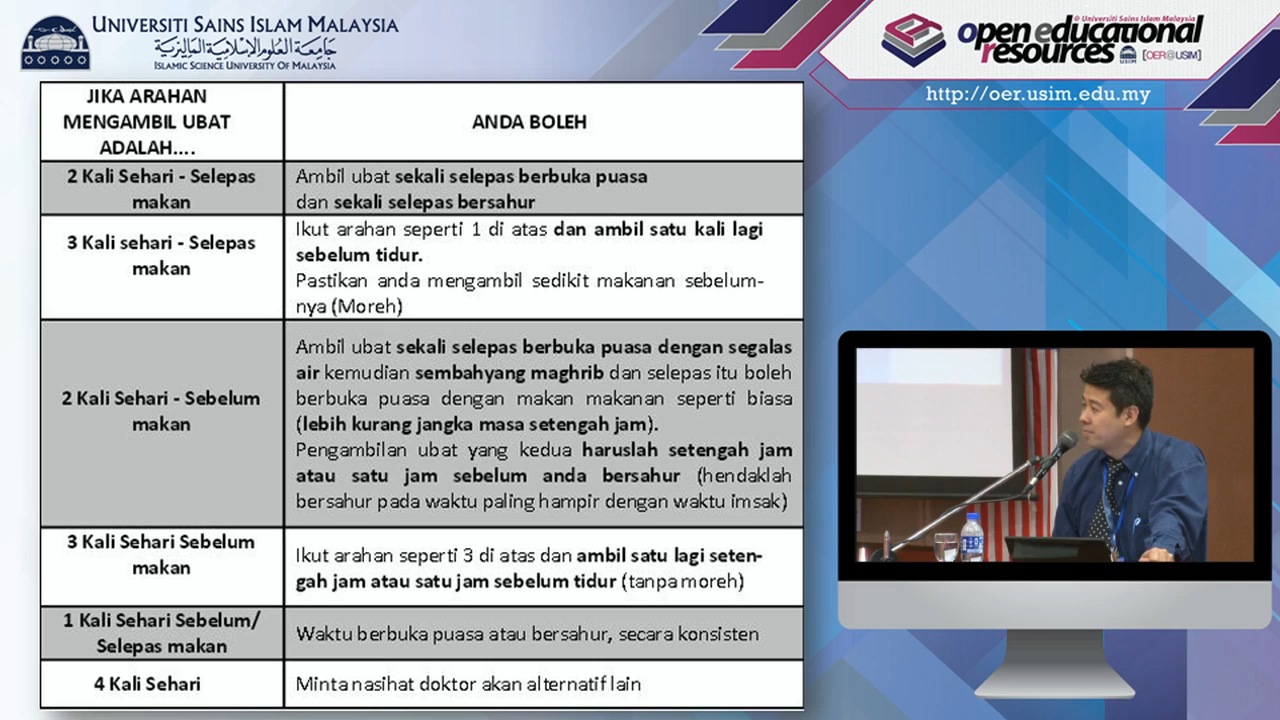 UNIVERSITI SAINS ISLAM MALAYSIA
جامعة العلوم الإسلامية الماليزية
ISLAMIC SCIENCE UNIVERSITY OF MALAYSIA
@ Universiti Sains Islam Malaysia
open educational
resources
USIM
[OER@USIM]
http://oer.usim.edu.my
JIKA ARAHAN
MENGAMBIL UBAT
ADALAH....
ANDA BOLEH
2 Kali Sehari - Selepas
makan
Ambil ubat sekali selepas berbuka puasa
dan sekali selepas bersahur
3 Kali sehari - Selepas
makan
Ikut arahan seperti 1 di atas dan ambil satu kali lagi
sebelum tidur.
Pastikan anda mengambil sedikit makanan sebelum-
nya (Moreh)
2 Kali Sehari - Sebelum
makan
Ambil ubat sekali selepas berbuka puasa dengan segalas
air kemudian sembahyang maghrib dan selepas itu boleh
berbuka puasa dengan makan makanan seperti biasa
(lebih kurang jangka masa setengah jam).
Pengambilan ubat yang kedua haruslah setengah jam
atau satu jam sebelum anda bersahur (hendaklah
bersahur pada waktu paling hampir dengan waktu imsak)
3 Kali Sehari Sebelum
makan
Ikut arahan seperti 3 di atas dan ambil satu lagi seten-
gah jam atau satu jam sebelum tidur (tanpa moreh)
1 Kali Sehari Sebelum/
Selepas makan
Waktu berbuka puasa atau bersahur, secara konsisten
4 Kali Sehari
Minta nasihat doktor akan alternatif lain